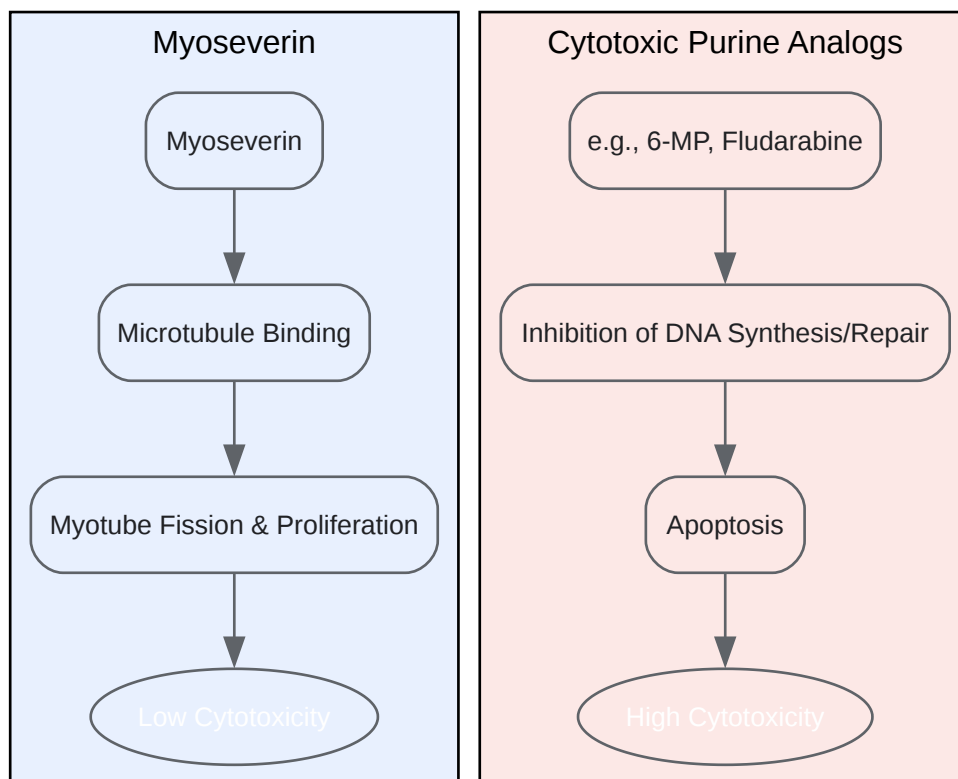 Myoseverin
Myoseverin
Microtubule Binding
Myotube Fission & Proliferation
Low Cytotoxicity
Cytotoxic Purine Analogs
e.g., 6-MP, Fludarabine
Inhibition of DNA Synthesis/Repair
Apoptosis
High Cytotoxicity